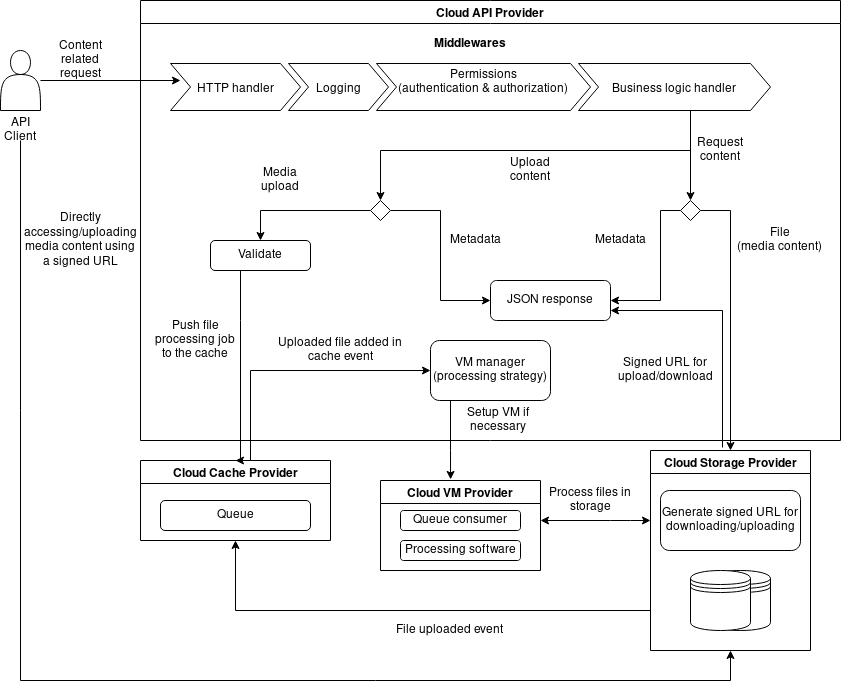 Cloud API Provider
Middlewares
Content
related
request
HTTP handler
Logging
Permissions
(authentication & authorization)
Business logic handler
API
Client
Request
content
Upload
content
Media
upload
Directly
accessing/uploading
media content using
a signed URL
Validate
Metadata
Metadata
File
(media content)
JSON response
Push file
processing job
to the cache
Uploaded file added in
cache event
VM manager
(processing strategy)
Signed URL for
upload/download
Setup VM if
necessary
Cloud Cache Provider
Queue
Cloud VM Provider
Queue consumer
Processing software
Process files in
storage
Cloud Storage Provider
Generate signed URL for
downloading/uploading
File uploaded event